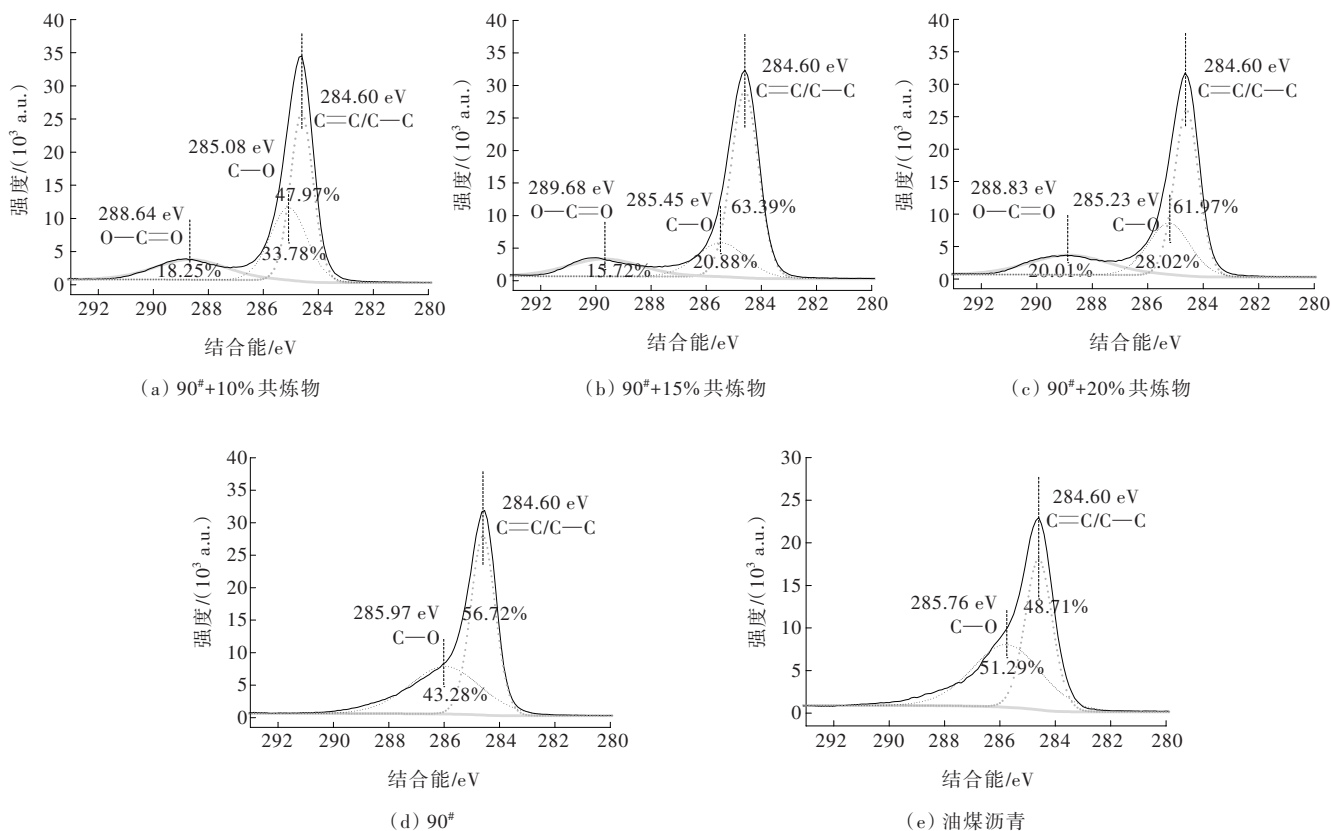 40
35
30
25
20
15
10
5
0
强度/(10³ a.u.)
284.60 eV
C=C/C—C
285.08 eV
C—O
47.97%
288.64 eV
O—C=O
33.78%
18.25%
292 290 288 286 284 282 280
结合能/eV
(a) 90#+10%共炼物
40
35
30
25
20
15
10
5
0
强度/(10³ a.u.)
284.60 eV
C=C/C—C
289.68 eV
O—C=O
285.45 eV
C—O
63.39%
15.72%
20.88%
292 290 288 286 284 282 280
结合能/eV
(b) 90#+15%共炼物
40
35
30
25
20
15
10
5
0
强度/(10³ a.u.)
284.60 eV
C=C/C—C
288.83 eV
O—C=O
285.23 eV
C—O
61.97%
20.01%
28.02%
292 290 288 286 284 282 280
结合能/eV
(c) 90#+20%共炼物
40
35
30
25
20
15
10
5
0
强度/(10³ a.u.)
284.60 eV
C=C/C—C
285.97 eV
C—O
56.72%
43.28%
292 290 288 286 284 282 280
结合能/eV
(d) 90#
30
25
20
15
10
5
0
强度/(10³ a.u.)
284.60 eV
C=C/C—C
285.76 eV
C—O
48.71%
51.29%
292 290 288 286 284 282 280
结合能/eV
(e) 油煤沥青